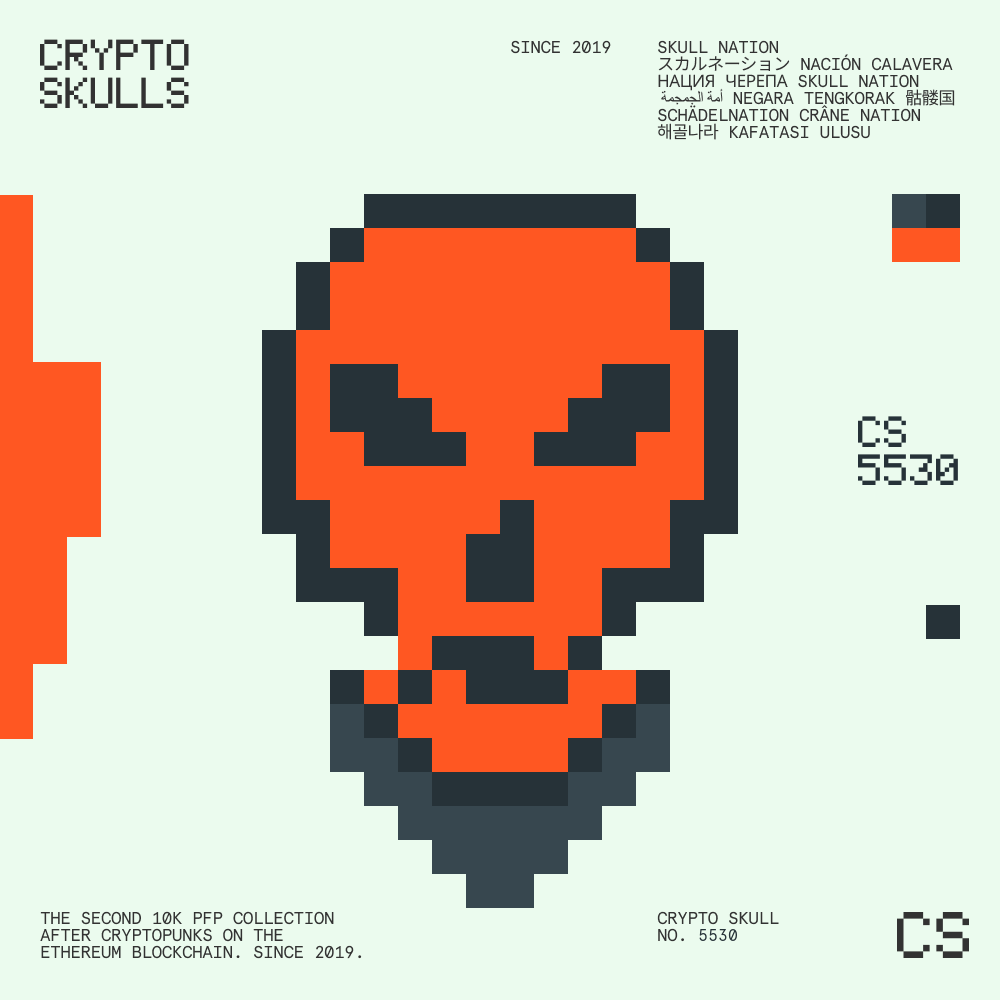 CRYPTO
SKULLS
SINCE 2019
SKULL NATION
スカルネーション NACIÓN CALAVERA
НАЦИЯ ЧЕРЕПА SKULL NATION
أمة الجمجمة NEGARA TENGKORAK 骷髅国
SCHÄDELNATION CRÂNE NATION
해골나라 KAFATASI ULUSU
CS
5530
THE SECOND 10K PFP COLLECTION
AFTER CRYPTOPUNKS ON THE
ETHEREUM BLOCKCHAIN. SINCE 2019.
CRYPTO SKULL
NO. 5530
CS